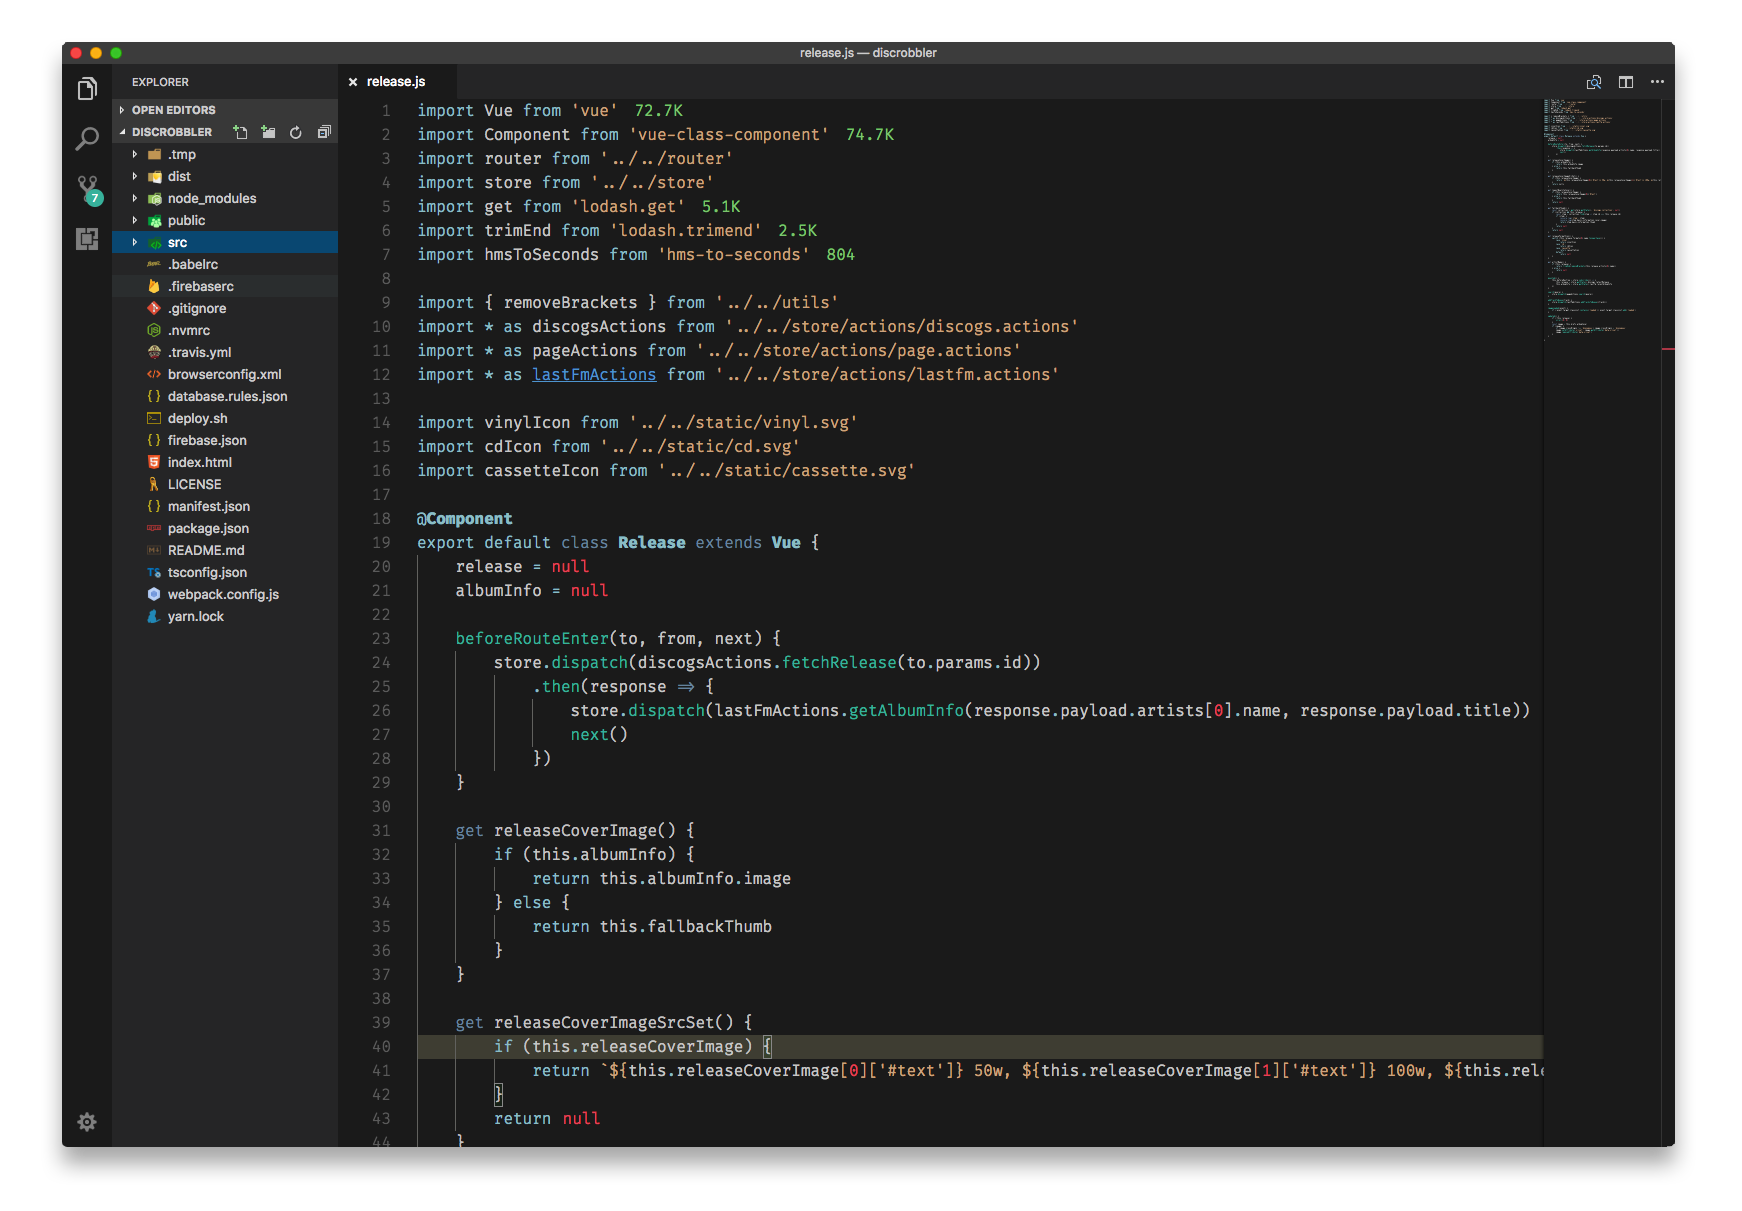 release.js — discrobbler
EXPLORER
OPEN EDITORS
DISCROBBLER
.tmp
dist
node_modules
public
src
.babelrc
.firebaserc
.gitignore
.nvmrc
.travis.yml
browserconfig.xml
database.rules.json
deploy.sh
firebase.json
index.html
LICENSE
manifest.json
package.json
README.md
tsconfig.json
webpack.config.js
yarn.lock
7
release.js
1 import Vue from 'vue' 72.7K
2 import Component from 'vue-class-component' 74.7K
3 import router from '../../router'
4 import store from '../../store'
5 import get from 'lodash.get' 5.1K
6 import trimEnd from 'lodash.trimend' 2.5K
7 import hmsToSeconds from 'hms-to-seconds' 804
8
9 import { removeBrackets } from '../../utils'
10 import * as discogsActions from '../../store/actions/discogs.actions'
11 import * as pageActions from '../../store/actions/page.actions'
12 import * as lastFmActions from '../../store/actions/lastfm.actions'
13
14 import vinylIcon from '../../static/vinyl.svg'
15 import cdIcon from '../../static/cd.svg'
16 import cassetteIcon from '../../static/cassette.svg'
17
18 @Component
19 export default class Release extends Vue {
20 release = null
21 albumInfo = null
22
23 beforeRouteEnter(to, from, next) {
24 store.dispatch(discogsActions.fetchRelease(to.params.id))
25 .then(response => {
26 store.dispatch(lastFmActions.getAlbumInfo(response.payload.artists[0].name, response.payload.title))
27 next()
28 })
29 }
30
31 get releaseCoverImage() {
32 if (this.albumInfo) {
33 return this.albumInfo.image
34 } else {
35 return this.fallbackThumb
36 }
37 }
38
39 get releaseCoverImageSrcSet() {
40 if (this.releaseCoverImage) {
41 return `${this.releaseCoverImage[0]['#text']} 50w, ${this.releaseCoverImage[1]['#text']} 100w, ${this.rele
42 }
43 return null
44 }